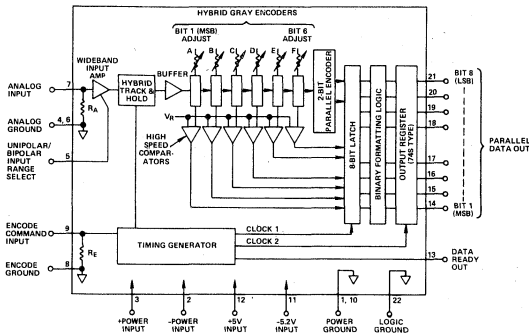 HYBRID GRAY ENCODERS
BIT 1 (MSB)
ADJUST
BIT 6
ADJUST
A B C D E F
WIDEBAND
INPUT
AMP
BUFFER
HYBRID
TRACK
& HOLD
2-BIT
PARALLEL ENCODER
ANALOG
INPUT
7
RA
ANALOG
GROUND
4, 6
UNIPOLAR/
BIPOLAR
INPUT
RANGE
SELECT
5
VR
HIGH
SPEED
COMPAR-
ATORS
8-BIT LATCH
BINARY FORMATTING LOGIC
OUTPUT REGISTER
(74S TYPE)
21
BIT 8
(LSB)
20
19
18
17
16
15
14
BIT 1
(MSB)
PARALLEL
DATA OUT
ENCODE
COMMAND
INPUT
9
RE
ENCODE
GROUND
8
TIMING GENERATOR
CLOCK 1
CLOCK 2
13
DATA
READY
OUT
3
2
12
11
1, 10
22
+POWER
INPUT
-POWER
INPUT
+5V
INPUT
-5.2V
INPUT
POWER
GROUND
LOGIC
GROUND